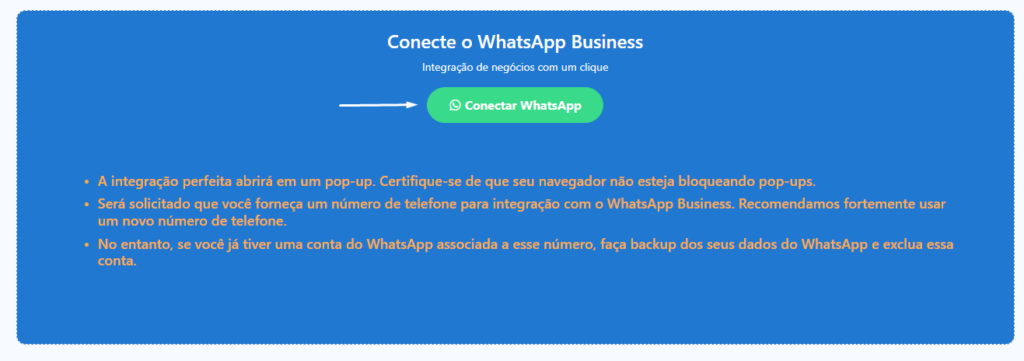 Conecte o WhatsApp Business
Integração de negócios com um clique
Conectar WhatsApp
• A integração perfeita abrirá em um pop-up. Certifique-se de que seu navegador não esteja bloqueando pop-ups.
• Será solicitado que você forneça um número de telefone para integração com o WhatsApp Business. Recomendamos fortemente usar
um novo número de telefone.
• No entanto, se você já tiver uma conta do WhatsApp associada a esse número, faça backup dos seus dados do WhatsApp e exclua essa
conta.